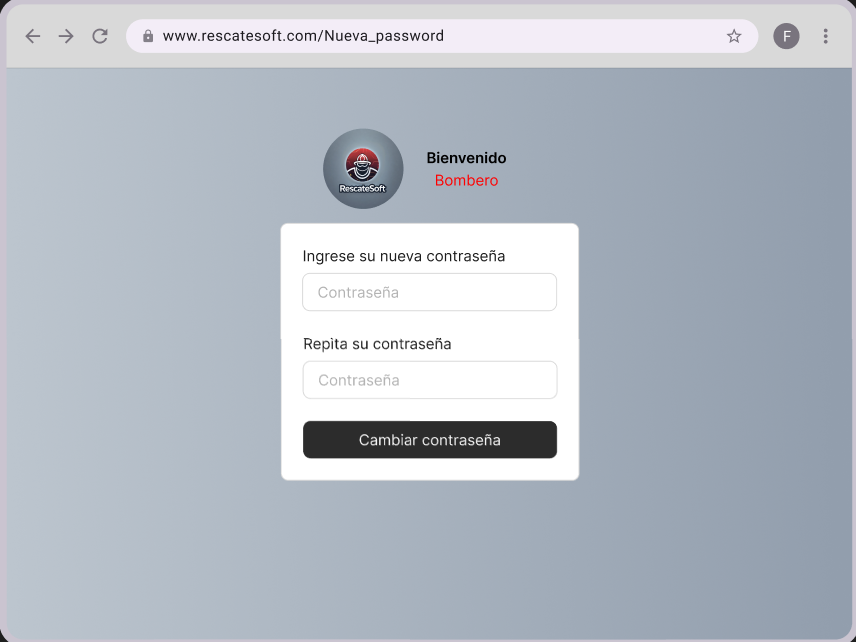 www.rescatesoft.com/Nueva_password
F
RescateSoft
Bienvenido
Bombero
Ingrese su nueva contraseña
Contraseña
Repita su contraseña
Contraseña
Cambiar contraseña